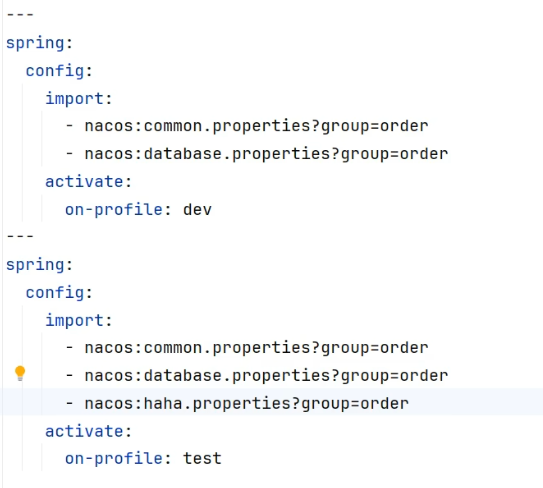 ---
spring:
  config:
    import:
      - nacos:common.properties?group=order
      - nacos:database.properties?group=order
    activate:
      on-profile: dev
---
spring:
  config:
    import:
      - nacos:common.properties?group=order
      - nacos:database.properties?group=order
      - nacos:haha.properties?group=order
    activate:
      on-profile: test